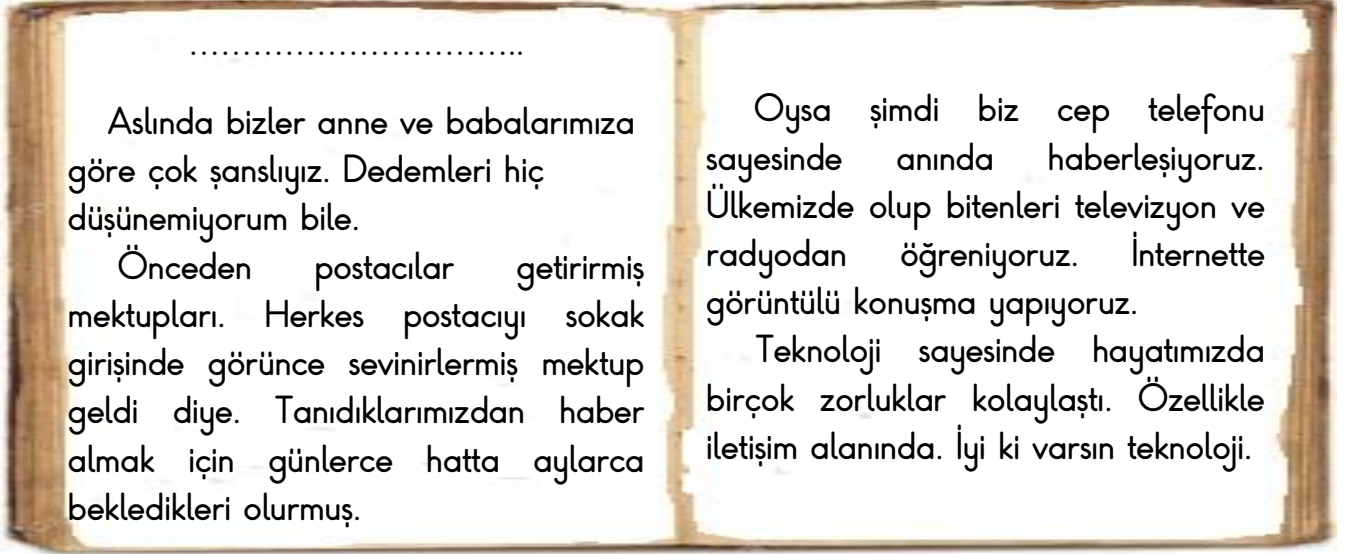 …………………………..
Aslında bizler anne ve babalarımıza
göre çok şanslıyız. Dedemleri hiç
düşünemiyorum bile.
Önceden postacılar getirirmiş
mektupları. Herkes postacıyı sokak
girişinde görünce sevinirlermiş mektup
geldi diye. Tanıdıklarımızdan haber
almak için günlerce hatta aylarca
bekledikleri olurmuş.
Oysa şimdi biz cep telefonu
sayesinde anında haberleşiyoruz.
Ülkemizde olup bitenleri televizyon ve
radyodan öğreniyoruz. İnternette
görüntülü konuşma yapıyoruz.
Teknoloji sayesinde hayatımızda
birçok zorluklar kolaylaştı. Özellikle
iletişim alanında. İyi ki varsın teknoloji.